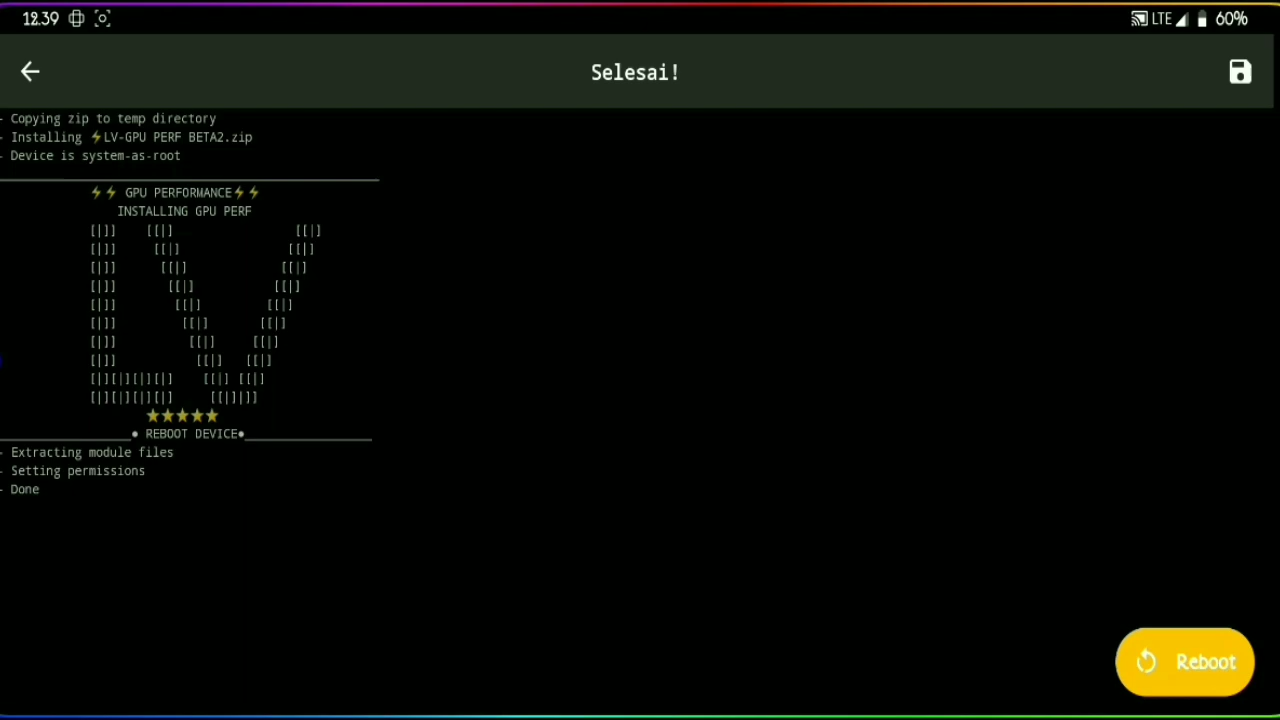 12.39 LTE 60%
Selesai!
- Copying zip to temp directory
- Installing ⚡LV-GPU PERF BETA2.zip
- Device is system-as-root
⚡⚡ GPU PERFORMANCE⚡⚡
INSTALLING GPU PERF
[|]] [[|] [[|]
[|]] [[|] [[|]
[|]] [[|] [[|]
[|]] [[|] [[|]
[|]] [[|] [[|]
[|]] [[|] [[|]
[|]] [[|] [[|]
[|]] [[|] [[|]
[|][|][|][|] [[|] [[|]
[|][|][|][|] [[|]|]]
★★★★★
● REBOOT DEVICE●
- Extracting module files
- Setting permissions
- Done
Reboot